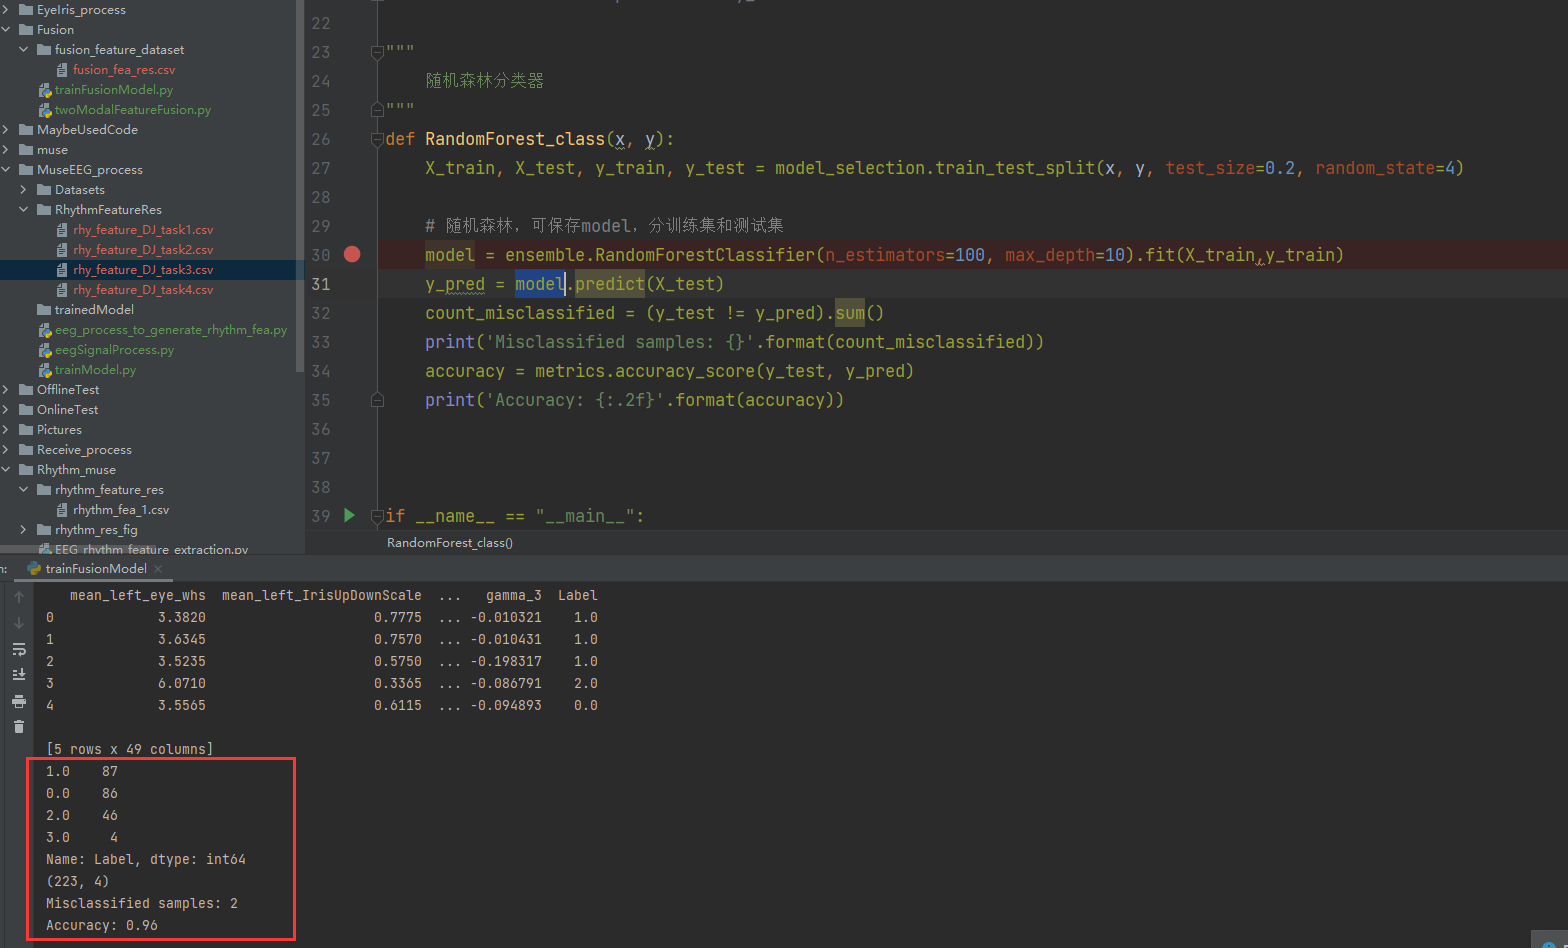 EyeIris_process
Fusion
fusion_feature_dataset
fusion_fea_res.csv
trainFusionModel.py
twoModalFeatureFusion.py
MaybeUsedCode
muse
MuseEEG_process
Datasets
RhythmFeatureRes
rhy_feature_DJ_task1.csv
rhy_feature_DJ_task2.csv
rhy_feature_DJ_task3.csv
rhy_feature_DJ_task4.csv
trainedModel
eeg_process_to_generate_rhythm_fea.py
eegSignalProcess.py
trainModel.py
OfflineTest
OnlineTest
Pictures
Receive_process
Rhythm_muse
rhythm_feature_res
rhythm_fea_1.csv
rhythm_res_fig
EEG_rhythm_feature_extraction.py
22
23 """
24 随机森林分类器
25 """
26 def RandomForest_class(x, y):
27 X_train, X_test, y_train, y_test = model_selection.train_test_split(x, y, test_size=0.2, random_state=4)
28
29 # 随机森林，可保存model，分训练集和测试集
30 model = ensemble.RandomForestClassifier(n_estimators=100, max_depth=10).fit(X_train,y_train)
31 y_pred = model.predict(X_test)
32 count_misclassified = (y_test != y_pred).sum()
33 print('Misclassified samples: {}'.format(count_misclassified))
34 accuracy = metrics.accuracy_score(y_test, y_pred)
35 print('Accuracy: {:.2f}'.format(accuracy))
36
37
38
39 if __name__ == "__main__":
RandomForest_class()
trainFusionModel
mean_left_eye_whs mean_left_IrisUpDownScale ... gamma_3 Label
0 3.3820 0.7775 ... -0.010321 1.0
1 3.6345 0.7570 ... -0.010431 1.0
2 3.5235 0.5750 ... -0.198317 1.0
3 6.0710 0.3365 ... -0.086791 2.0
4 3.5565 0.6115 ... -0.094893 0.0
[5 rows x 49 columns]
1.0 87
0.0 86
2.0 46
3.0 4
Name: Label, dtype: int64
(223, 4)
Misclassified samples: 2
Accuracy: 0.96